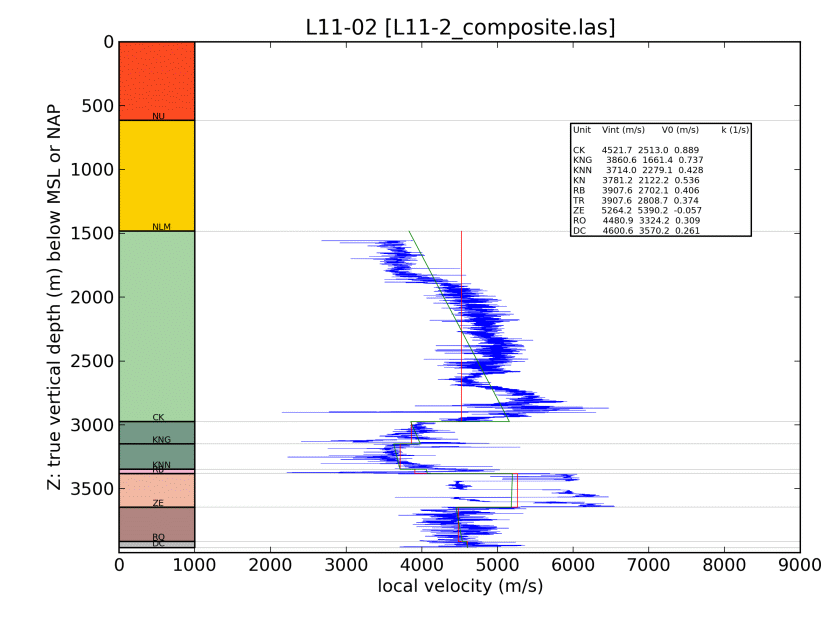 L11-02 [L11-2_composite.las]
0
500
1000
1500
2000
2500
3000
3500
Z: true vertical depth (m) below MSL or NAP
NU
NLM
CK
KNG
KNN
RB
ZE
RO
DC
Unit Vint (m/s) V0 (m/s) k (1/s)
CK 4521.7 2513.0 0.889
KNG 3860.6 1661.4 0.737
KNN 3714.0 2279.1 0.428
KN 3781.2 2122.2 0.536
RB 3907.6 2702.1 0.406
TR 3907.6 2808.7 0.374
ZE 5264.2 5390.2 -0.057
RO 4480.9 3324.2 0.309
DC 4600.6 3570.2 0.261
0 1000 2000 3000 4000 5000 6000 7000 8000 9000
local velocity (m/s)